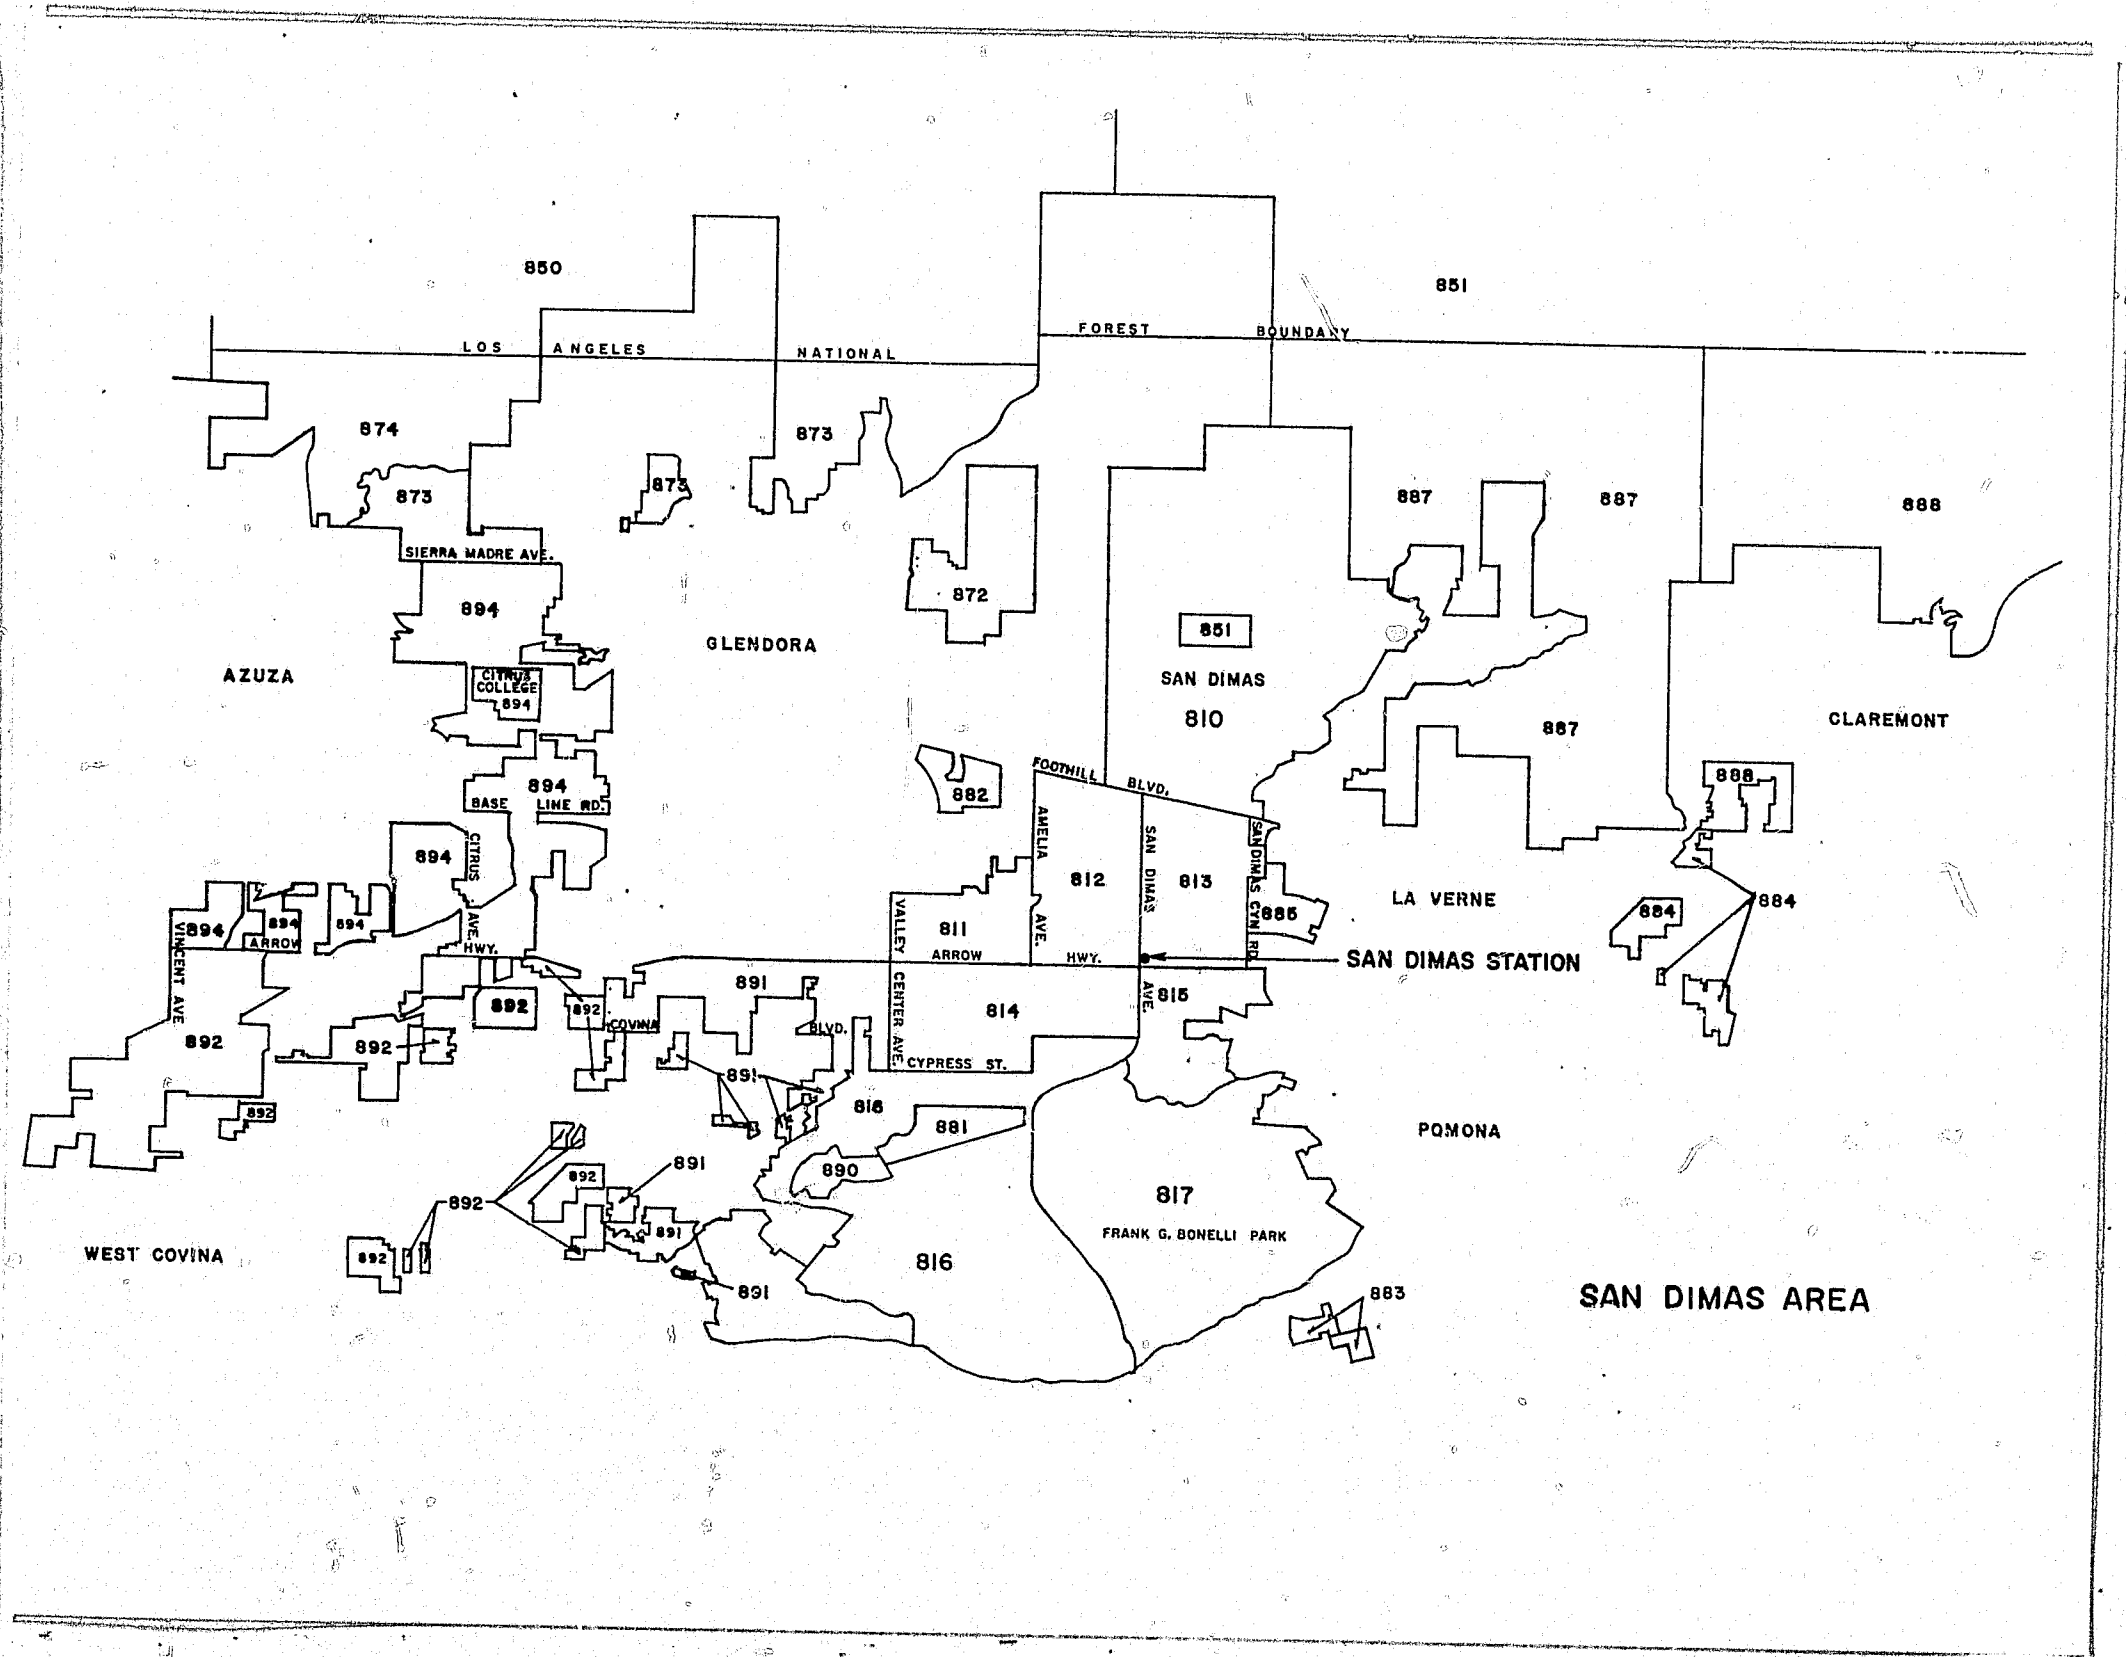 850
851
FOREST BOUNDARY
LOS ANGELES NATIONAL
874
873
873
873
887
887
888
SIERRA MADRE AVE.
872
894
851
GLENDORA
AZUZA
SAN DIMAS
810
CITRUS
COLLEGE
894
CLAREMONT
887
FOOTHILL BLVD.
888
882
894
BASE LINE RD.
AMELIA AVE.
SAN DIMAS AVE.
SAN DIMAS CYN RD.
CITRUS AVE.
894
812
813
LA VERNE
884
884
885
894
894
894
VINCENT AVE
ARROW HWY.
VALLEY CENTER AVE.
811
ARROW HWY.
SAN DIMAS STATION
891
815
892
892
814
COVINA BLVD.
892
892
CYPRESS ST.
891
816
892
881
POMONA
891
890
892
817
892
FRANK G. BONELLI PARK
891
WEST COVINA
892
816
891
883
SAN DIMAS AREA